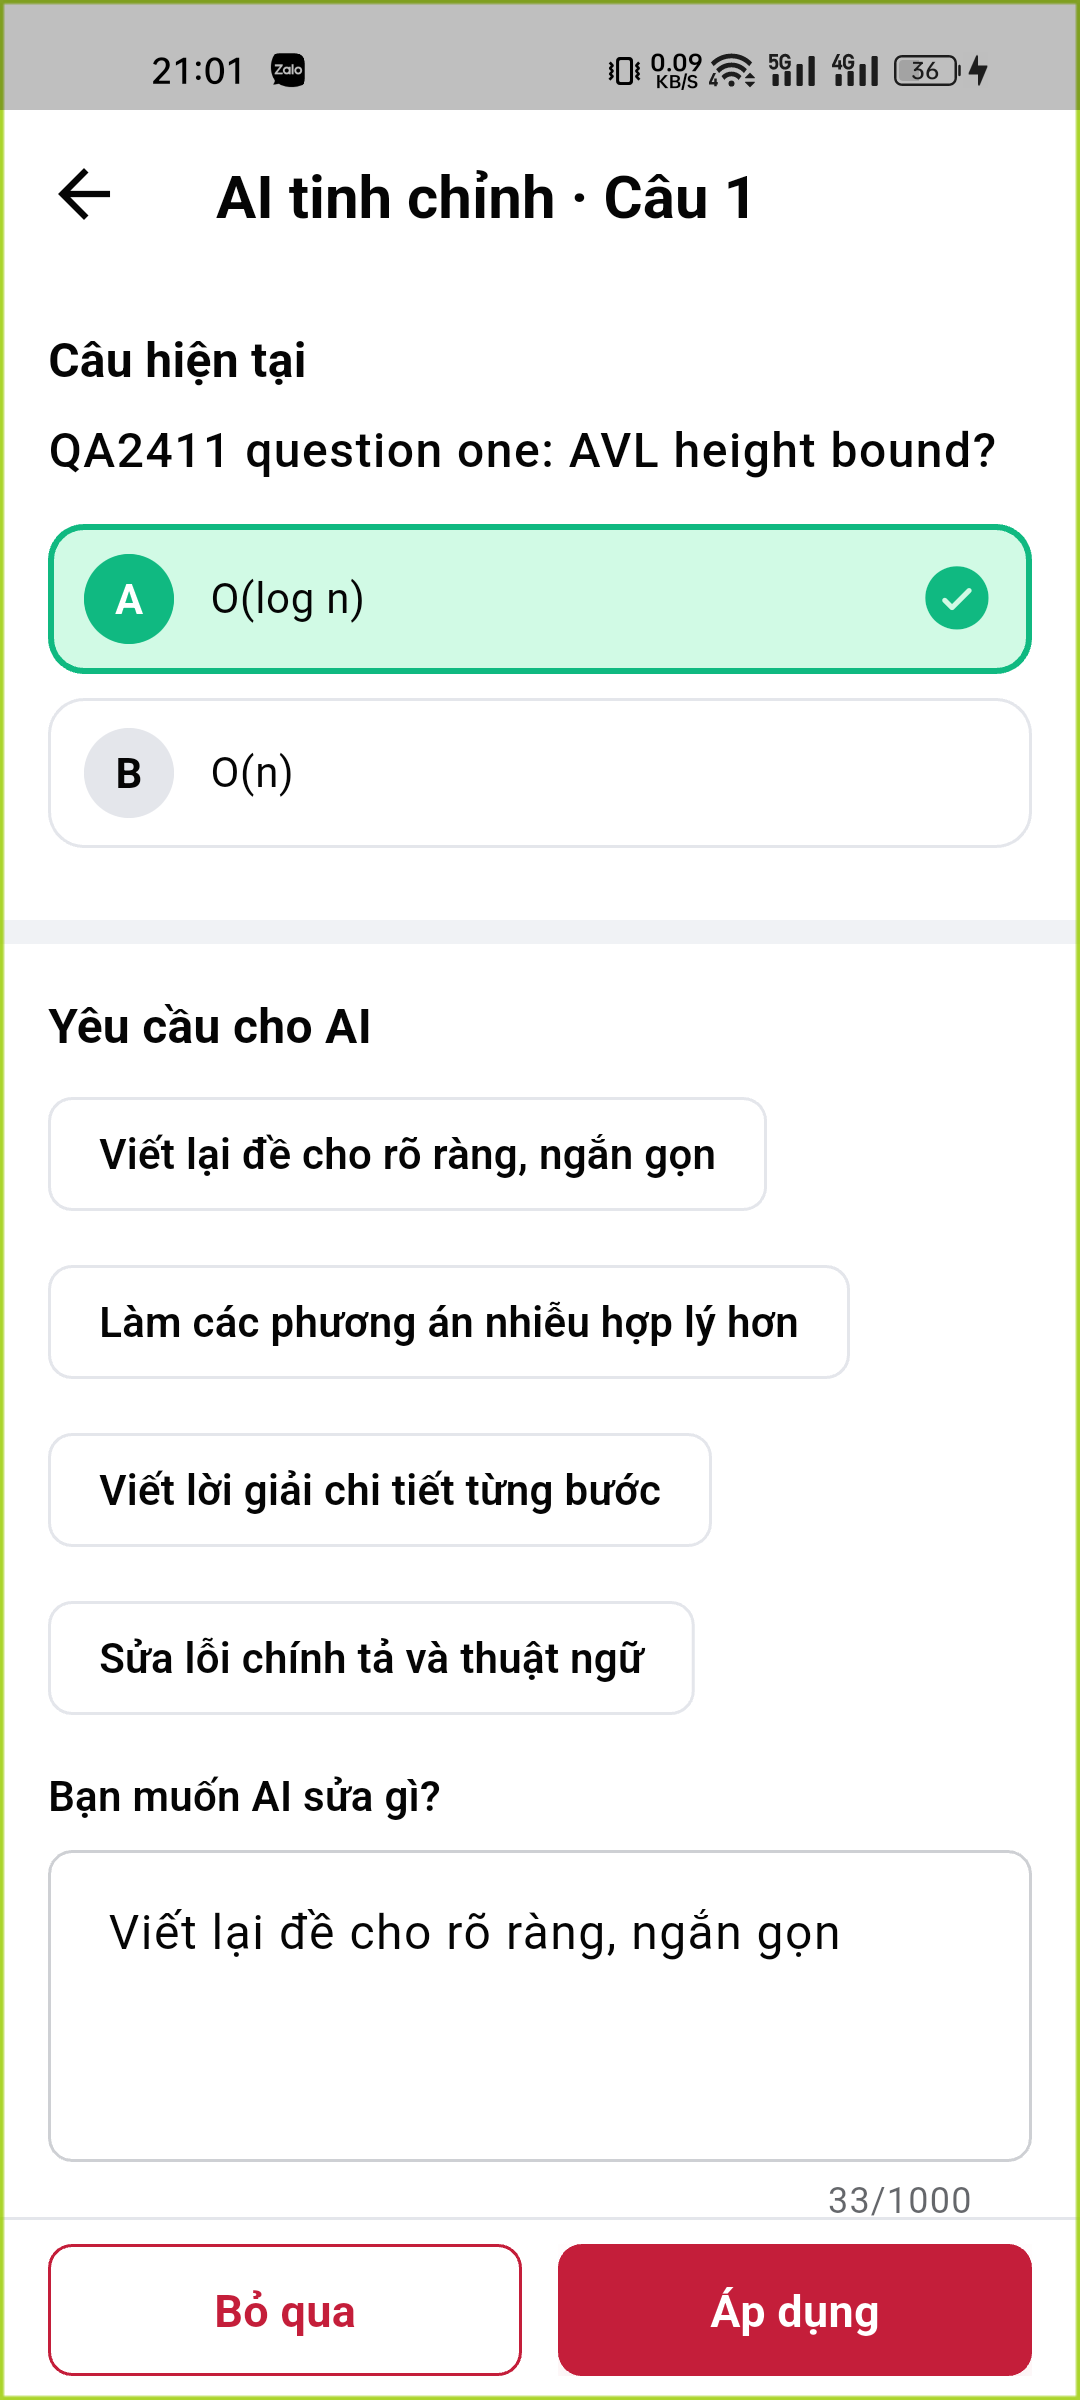 21:01 Zalo 0.09 KB/S 4 5G 4G 36
AI tinh chỉnh · Câu 1
Câu hiện tại
QA2411 question one: AVL height bound?
A O(log n)
B O(n)
Yêu cầu cho AI
Viết lại đề cho rõ ràng, ngắn gọn
Làm các phương án nhiễu hợp lý hơn
Viết lời giải chi tiết từng bước
Sửa lỗi chính tả và thuật ngữ
Bạn muốn AI sửa gì?
Viết lại đề cho rõ ràng, ngắn gọn
33/1000
Bỏ qua
Áp dụng